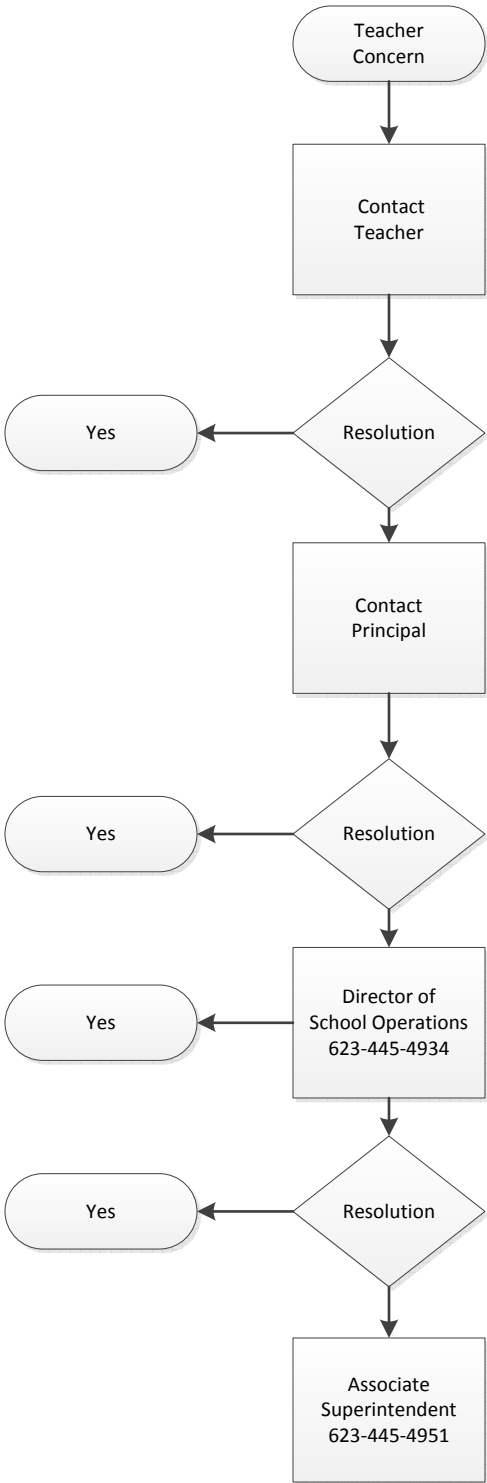 Teacher
Concern
Contact
Teacher
Yes
Resolution
Contact
Principal
Yes
Resolution
Yes
Director of
School Operations
623-445-4934
Yes
Resolution
Associate
Superintendent
623-445-4951